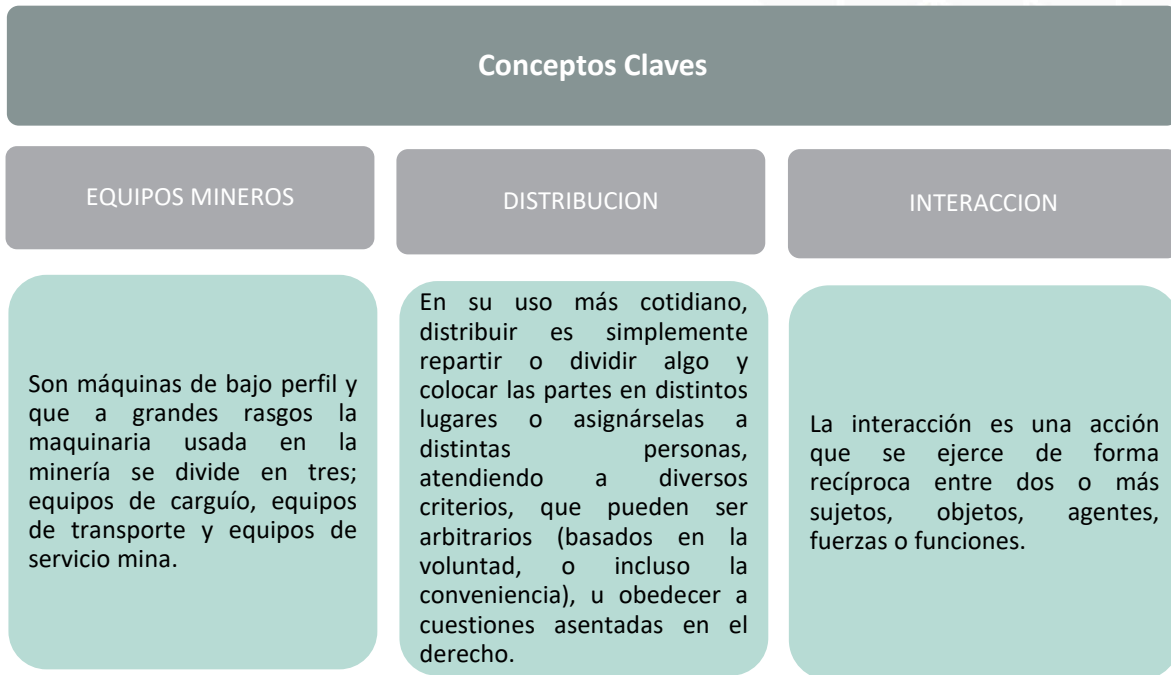 Conceptos Claves
EQUIPOS MINEROS
Son máquinas de bajo perfil y
que a grandes rasgos la
maquinaria usada en la
minería se divide en tres;
equipos de carguío, equipos
de transporte y equipos de
servicio mina.
DISTRIBUCION
En su uso más cotidiano,
distribuir es simplemente
repartir o dividir algo y
colocar las partes en distintos
lugares o asignárselas a
distintas personas,
atendiendo a diversos
criterios, que pueden ser
arbitrarios (basados en la
voluntad, o incluso la
conveniencia), u obedecer a
cuestiones asentadas en el
derecho.
INTERACCION
La interacción es una acción
que se ejerce de forma
recíproca entre dos o más
sujetos, objetos, agentes,
fuerzas o funciones.